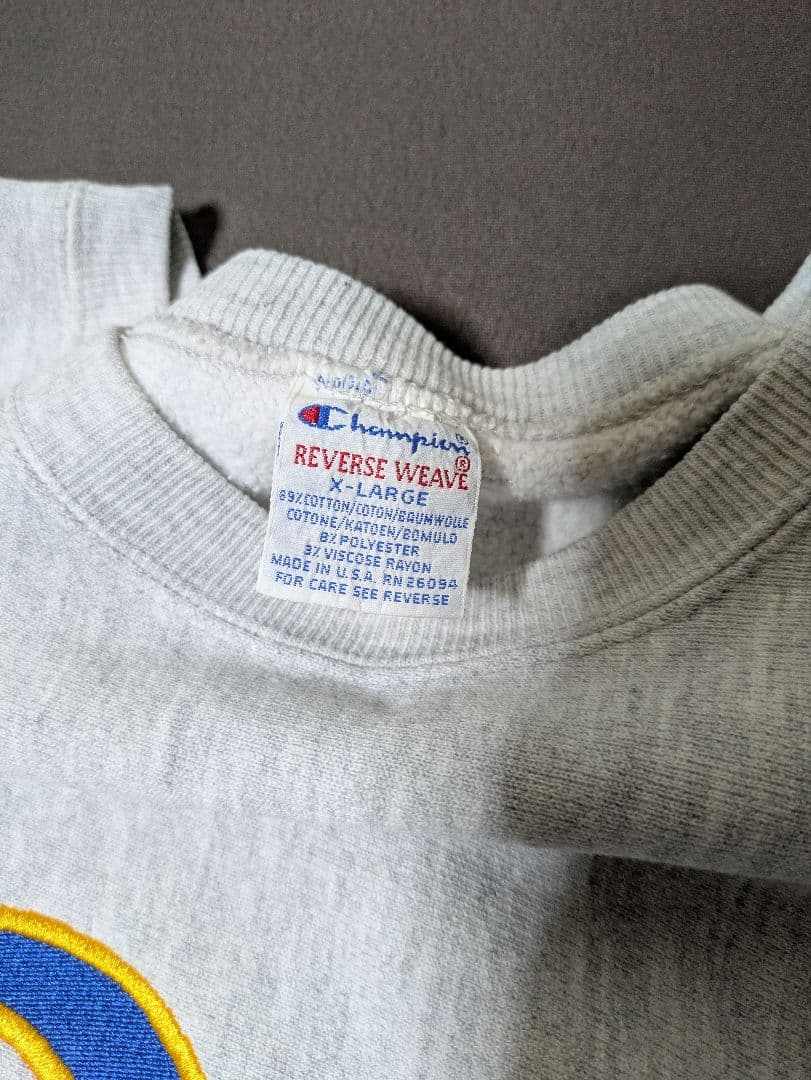 Champion
REVERSE WEAVE®
X-LARGE
89%COTTON/COTON/BAUMWOLLE
COTONE/KATOEN/BOMULD
8% POLYESTER
3% VISCOSE RAYON
MADE IN U.S.A. RN 26094
FOR CARE SEE REVERSE